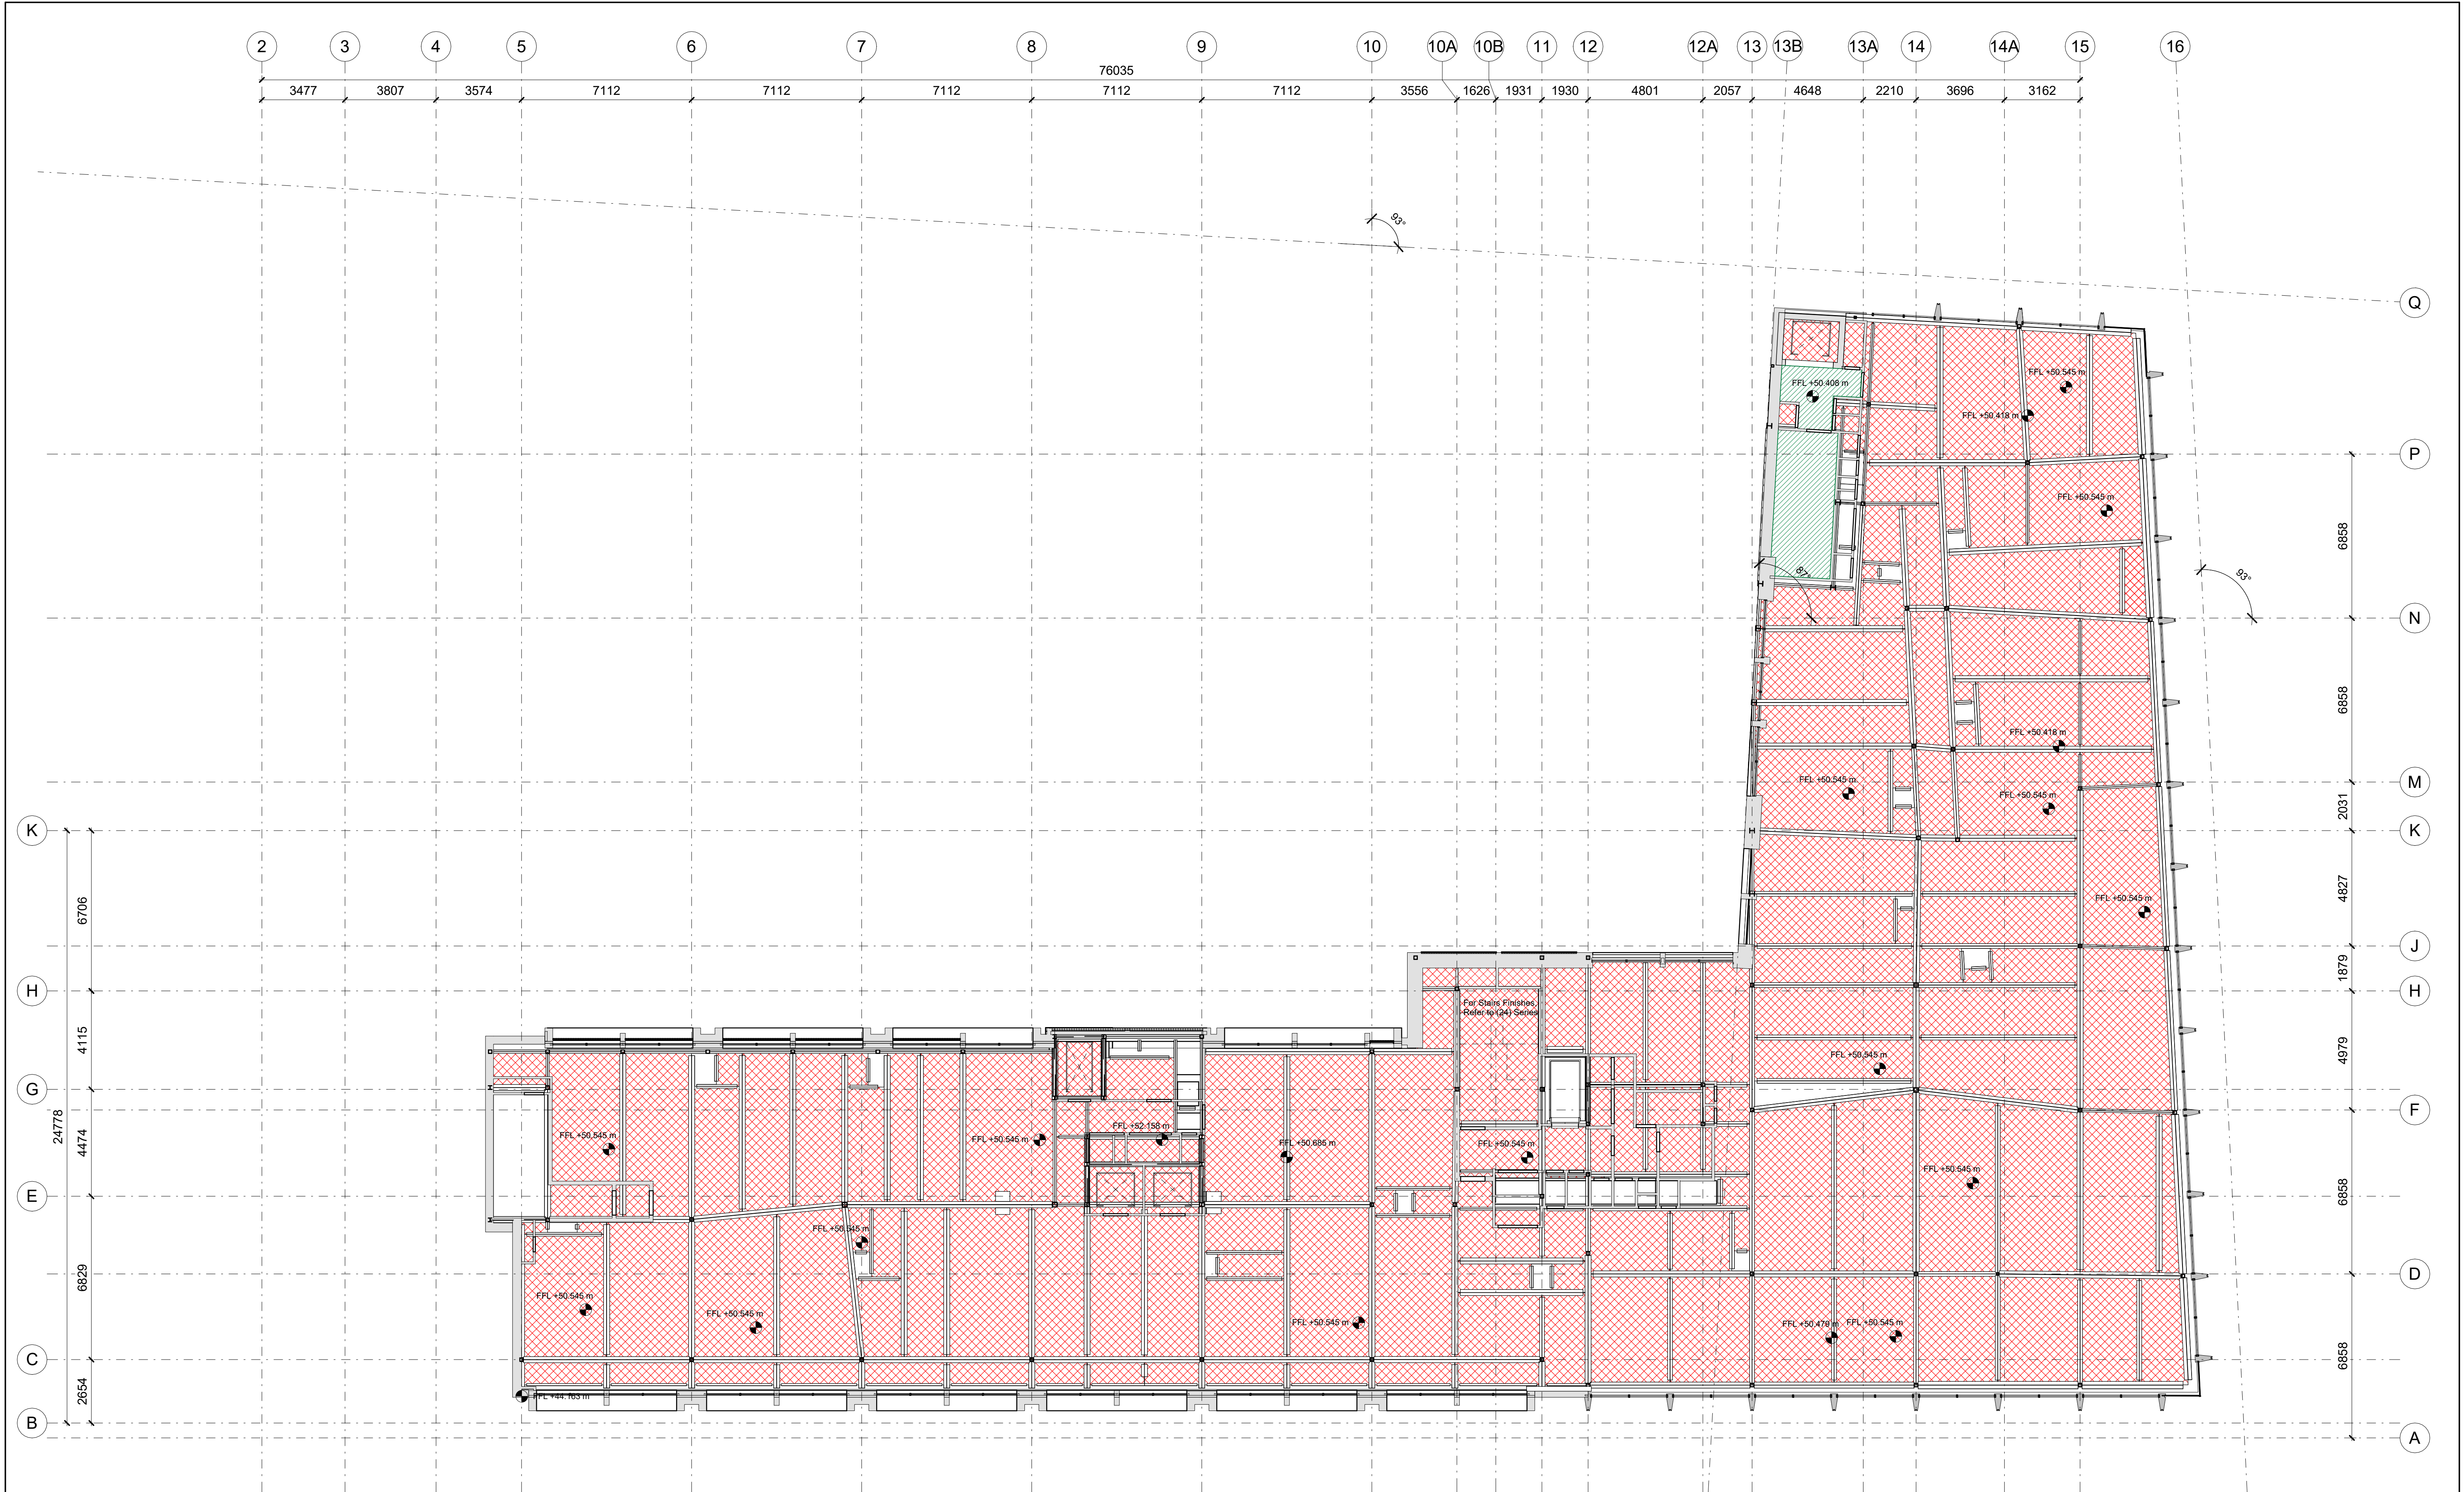 2 3 4 5 6 7 8 9 10 10A 10B 11 12 12A 13 13B 13A 14 14A 15 16
76035
3477 3807 3574 7112 7112 7112 7112 7112 3556 1626 1931 1930 4801 2057 4648 2210 3696 3162
93°
Q
FFL +50.545 m
FFL +50.408 m
FFL +50.418 m
P
FFL +50.545 m
6858
87°
93°
N
6858
FFL +50.418 m
FFL +50.545 m
M
FFL +50.545 m
2031
K
K
4827
6706
FFL +50.545 m
J
1879
H
H
For Stairs Finishes,
Refer to (24) Series
4115
4979
FFL +50.545 m
G
F
24778
4474
FFL +52.158 m
FFL +50.545 m
FFL +50.545 m
FFL +50.685 m
FFL +50.545 m
FFL +50.545 m
E
6858
FFL +50.545 m
D
6829
FFL +50.545 m
FFL +50.545 m
FFL +50.545 m
FFL +50.479 m
FFL +50.545 m
6858
C
2654
FFL +44.163 m
B
A